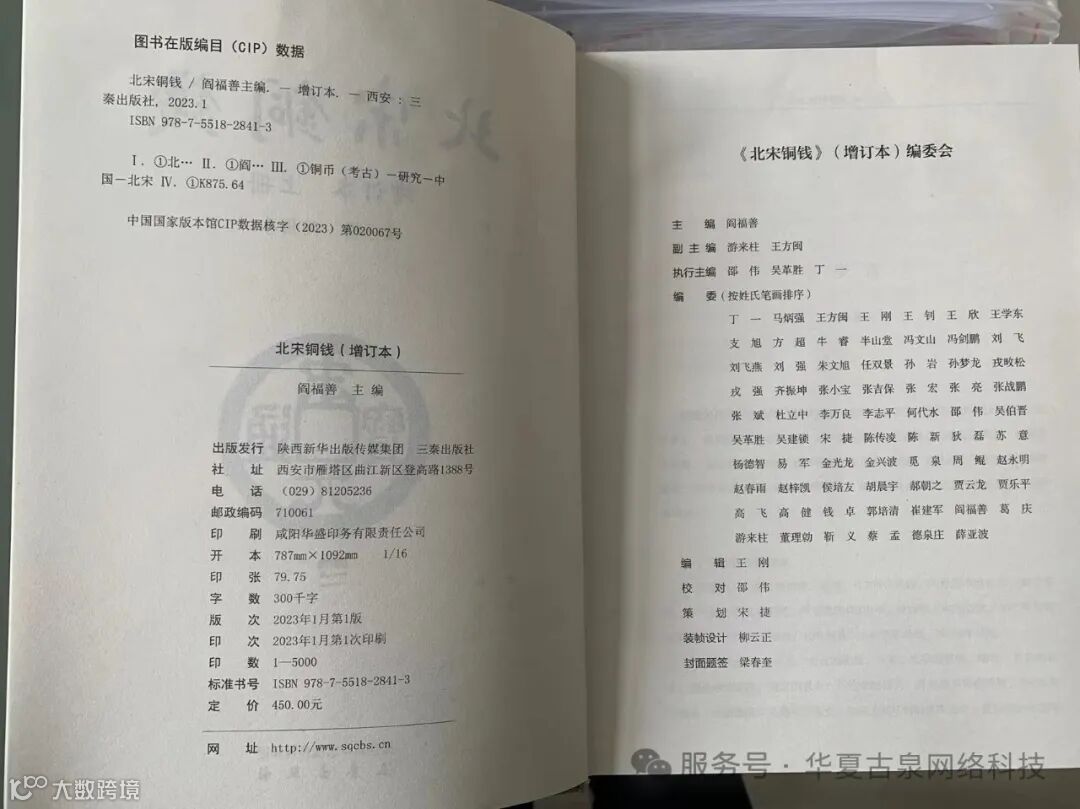 图书在版编目（CIP）数据
北宋铜钱 / 阎福善主编. — 增订本. — 西安：三
秦出版社，2023.1
ISBN 978-7-5518-2841-3
Ⅰ. ①北… Ⅱ. ①阎… Ⅲ. ①铜币（考古）—研究—中
国—北宋 Ⅳ. ①K875.64
中国国家版本馆CIP数据核字（2023）第020067号
北宋铜钱（增订本）
阎福善 主编
出版发行 陕西新华出版传媒集团 三秦出版社
社 址 西安市雁塔区曲江新区登高路1388号
电 话 （029）81205236
邮政编码 710061
印 刷 咸阳华盛印务有限责任公司
开 本 787mm×1092mm 1/16
印 张 79.75
字 数 300千字
版 次 2023年1月第1版
印 次 2023年1月第1次印刷
印 数 1—5000
标准书号 ISBN 978-7-5518-2841-3
定 价 450.00元
网 址 http://www.sqcbs.cn
《北宋铜钱》（增订本）编委会
主 编 阎福善
副主编 游来柱 王方闽
执行主编 邵 伟 吴革胜 丁 一
编 委（按姓氏笔画排序）
丁 一 马炳强 王方闽 王 刚 王 钊 王 欣 王学东
支 旭 方 超 牛 睿 半山堂 冯文山 冯剑鹏 刘 飞
刘飞燕 刘 强 朱文旭 任双景 孙 岩 孙梦龙 戎畋松
戎 强 齐振坤 张小宝 张吉保 张 宏 张 亮 张战鹏
张 斌 杜立中 李万良 李志平 何代水 邵 伟 吴伯晋
吴革胜 吴建锁 宋 捷 陈传凌 陈 新 狄 磊 苏 意
杨德智 易 军 金光龙 金兴波 觅 泉 周 鲲 赵永明
赵春雨 赵梓凯 侯培友 胡晨宇 郝朝之 贾云龙 贾乐平
高 飞 高 健 钱 卓 郭培清 崔建军 阎福善 葛 庆
游来柱 董理勋 靳 义 蔡 孟 德泉庄 薛亚波
编 辑 王 刚
校 对 邵 伟
策 划 宋 捷
装帧设计 柳云正
封面题签 梁春奎
服务号·华夏古泉网络科技
大数跨境